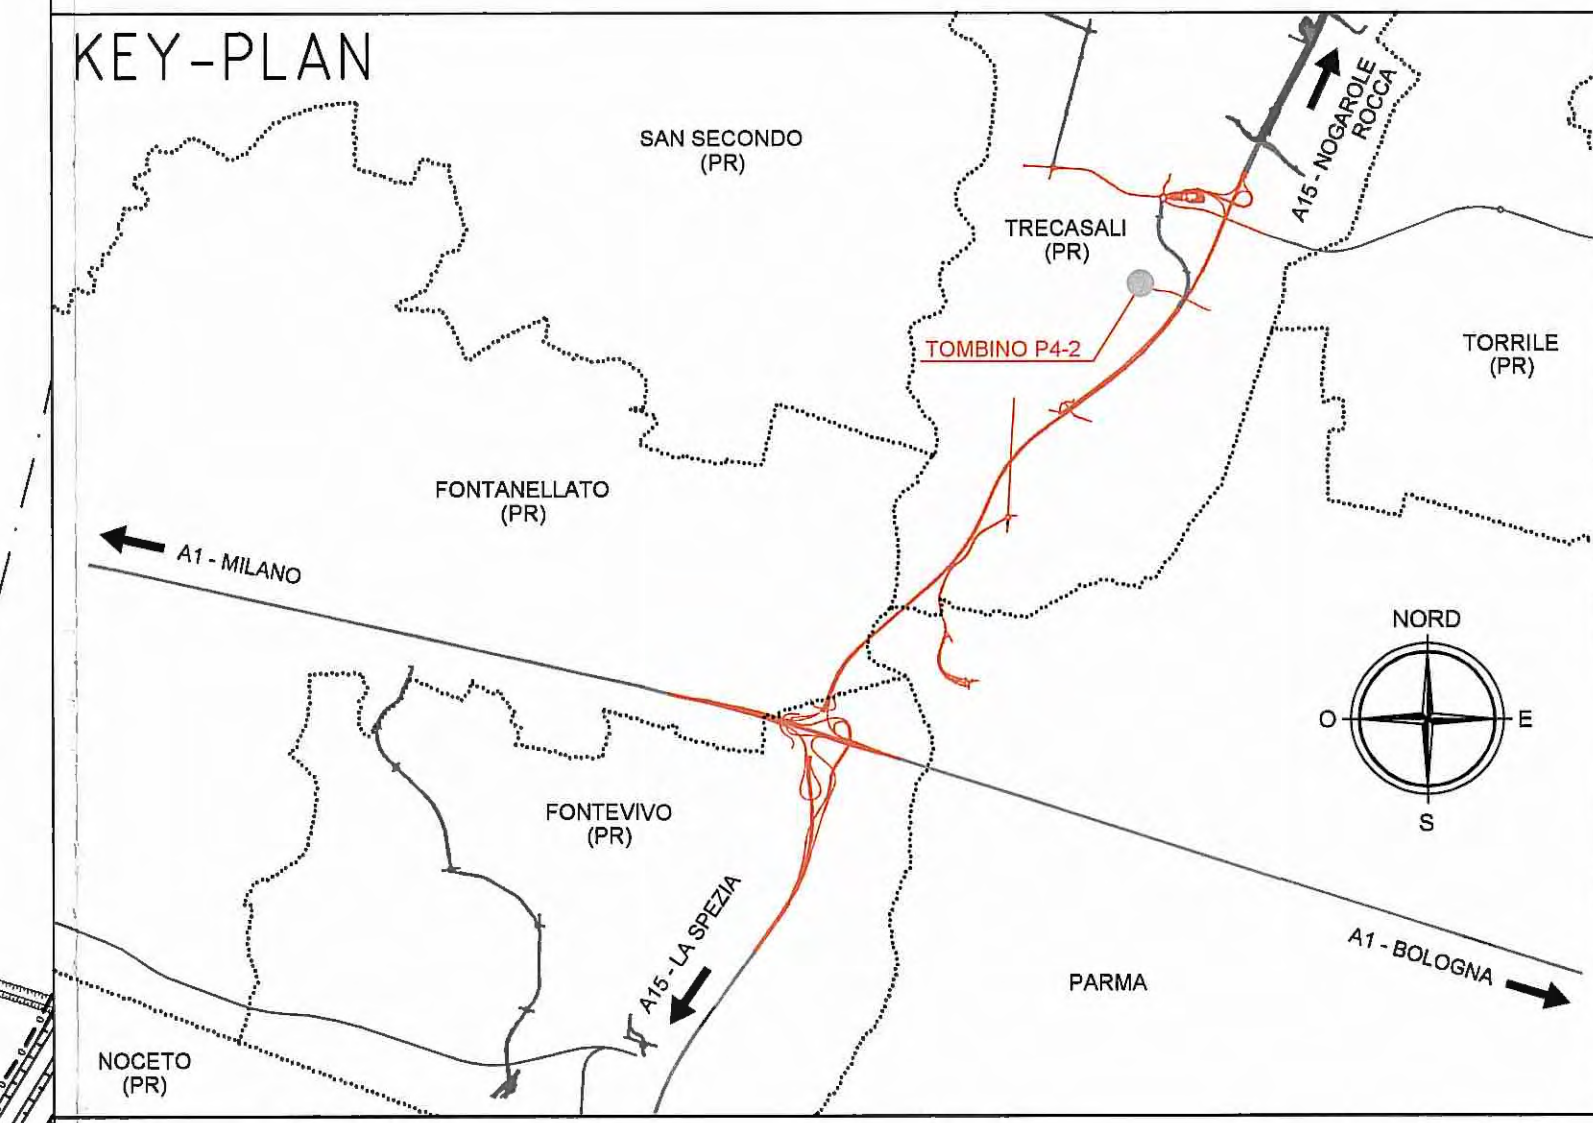 KEY-PLAN
SAN SECONDO
(PR)
A15 - NOGAROLE
ROCCA
TRECASALI
(PR)
TOMBINO P4-2
TORRILE
(PR)
FONTANELLATO
(PR)
A1 - MILANO
NORD
O
E
S
FONTEVIVO
(PR)
A15 - LA SPEZIA
A1 - BOLOGNA
PARMA
NOCETO
(PR)